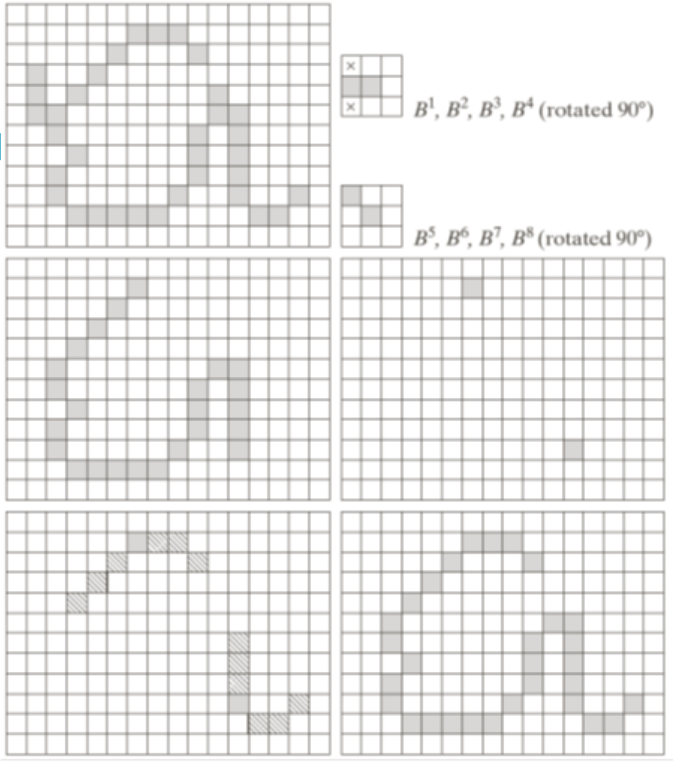 ×
×
B¹, B², B³, B⁴ (rotated 90°)
B⁵, B⁶, B⁷, B⁸ (rotated 90°)